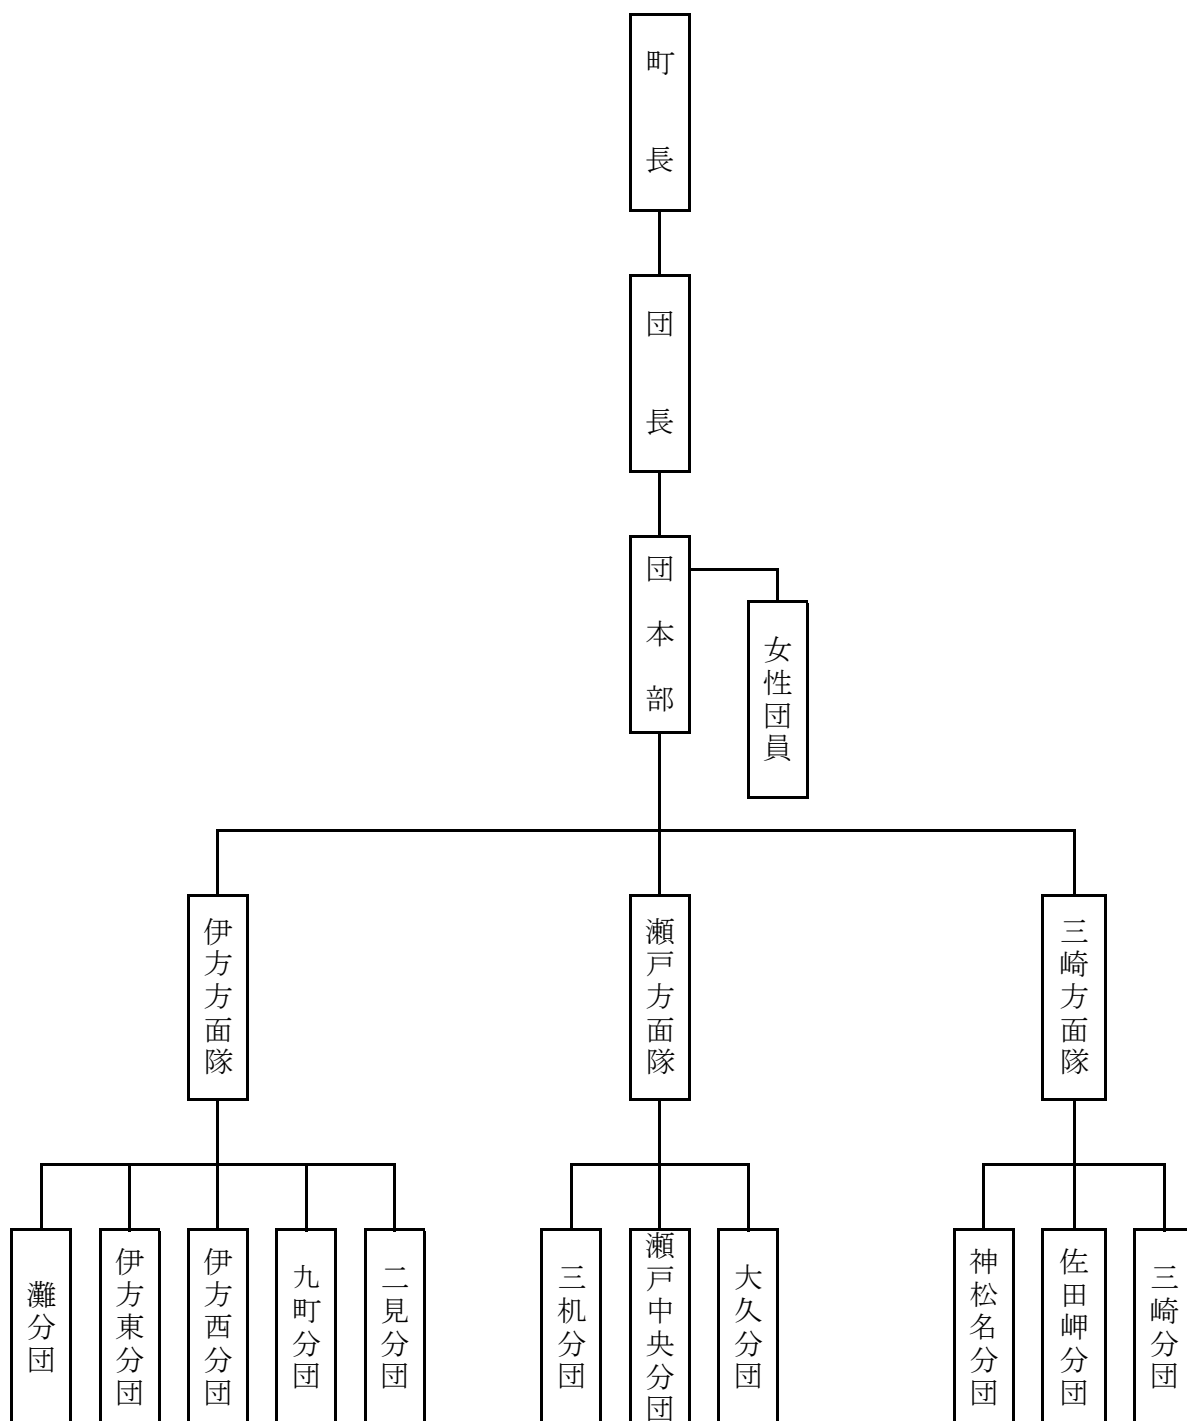 町長
団長
団本部
女性団員
伊方方面隊
瀬戸方面隊
三崎方面隊
灘分団
伊方東分団
伊方西分団
九町分団
二見分団
三机分団
瀬戸中央分団
大久分団
神松名分団
佐田岬分団
三崎分団